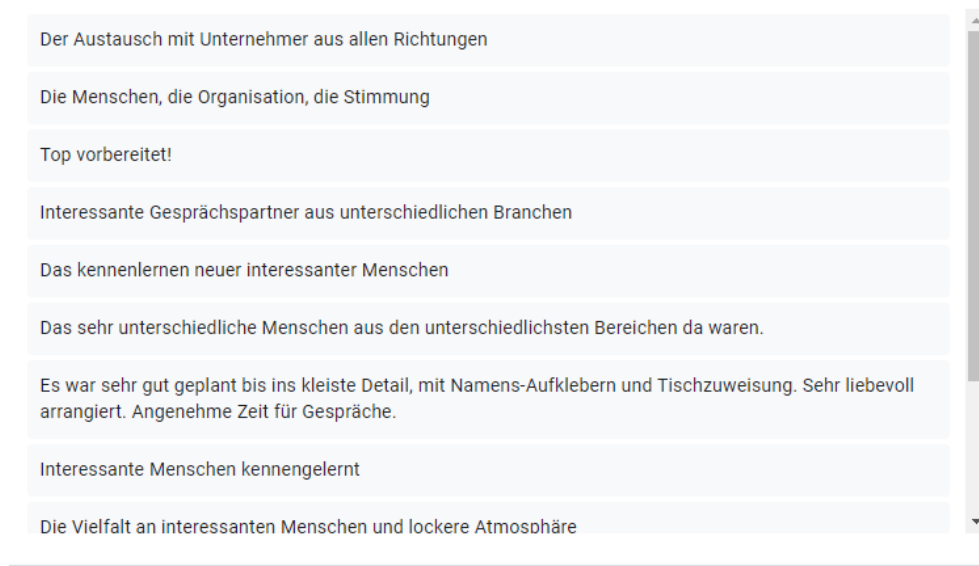 Der Austausch mit Unternehmer aus allen Richtungen
Die Menschen, die Organisation, die Stimmung
Top vorbereitet!
Interessante Gesprächspartner aus unterschiedlichen Branchen
Das kennenlernen neuer interessanter Menschen
Das sehr unterschiedliche Menschen aus den unterschiedlichsten Bereichen da waren.
Es war sehr gut geplant bis ins kleiste Detail, mit Namens-Aufklebern und Tischzuweisung. Sehr liebevoll
arrangiert. Angenehme Zeit für Gespräche.
Interessante Menschen kennengelernt
Die Vielfalt an interessanten Menschen und lockere Atmosphäre